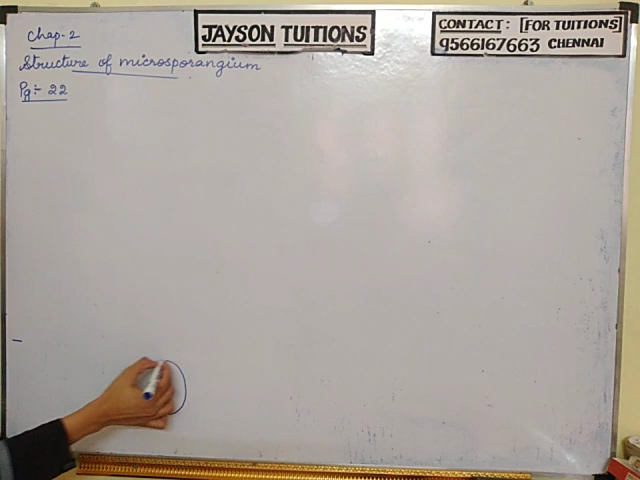 Chap-2
Structure of microsporangium
Pg:- 22
JAYSON TUITIONS
CONTACT: [FOR TUITIONS]
9566167663 CHENNAI